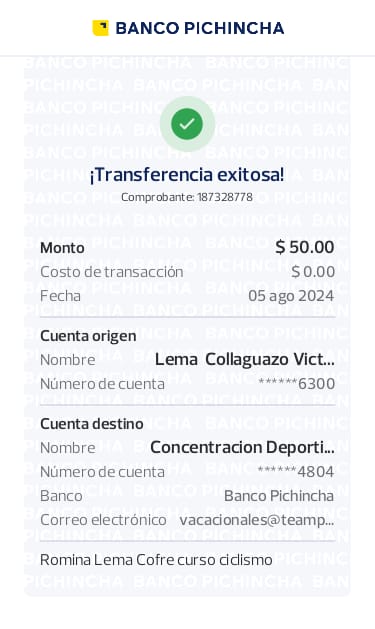 BANCO PICHINCHA
¡Transferencia exitosa!
Comprobante: 187328778
Monto $ 50.00
Costo de transacción $ 0.00
Fecha 05 ago 2024
Cuenta origen
Nombre Lema Collaguazo Vict...
Número de cuenta ******6300
Cuenta destino
Nombre Concentracion Deporti...
Número de cuenta ******4804
Banco Banco Pichincha
Correo electrónico vacacionales@teamp...
Romina Lema Cofre curso ciclismo